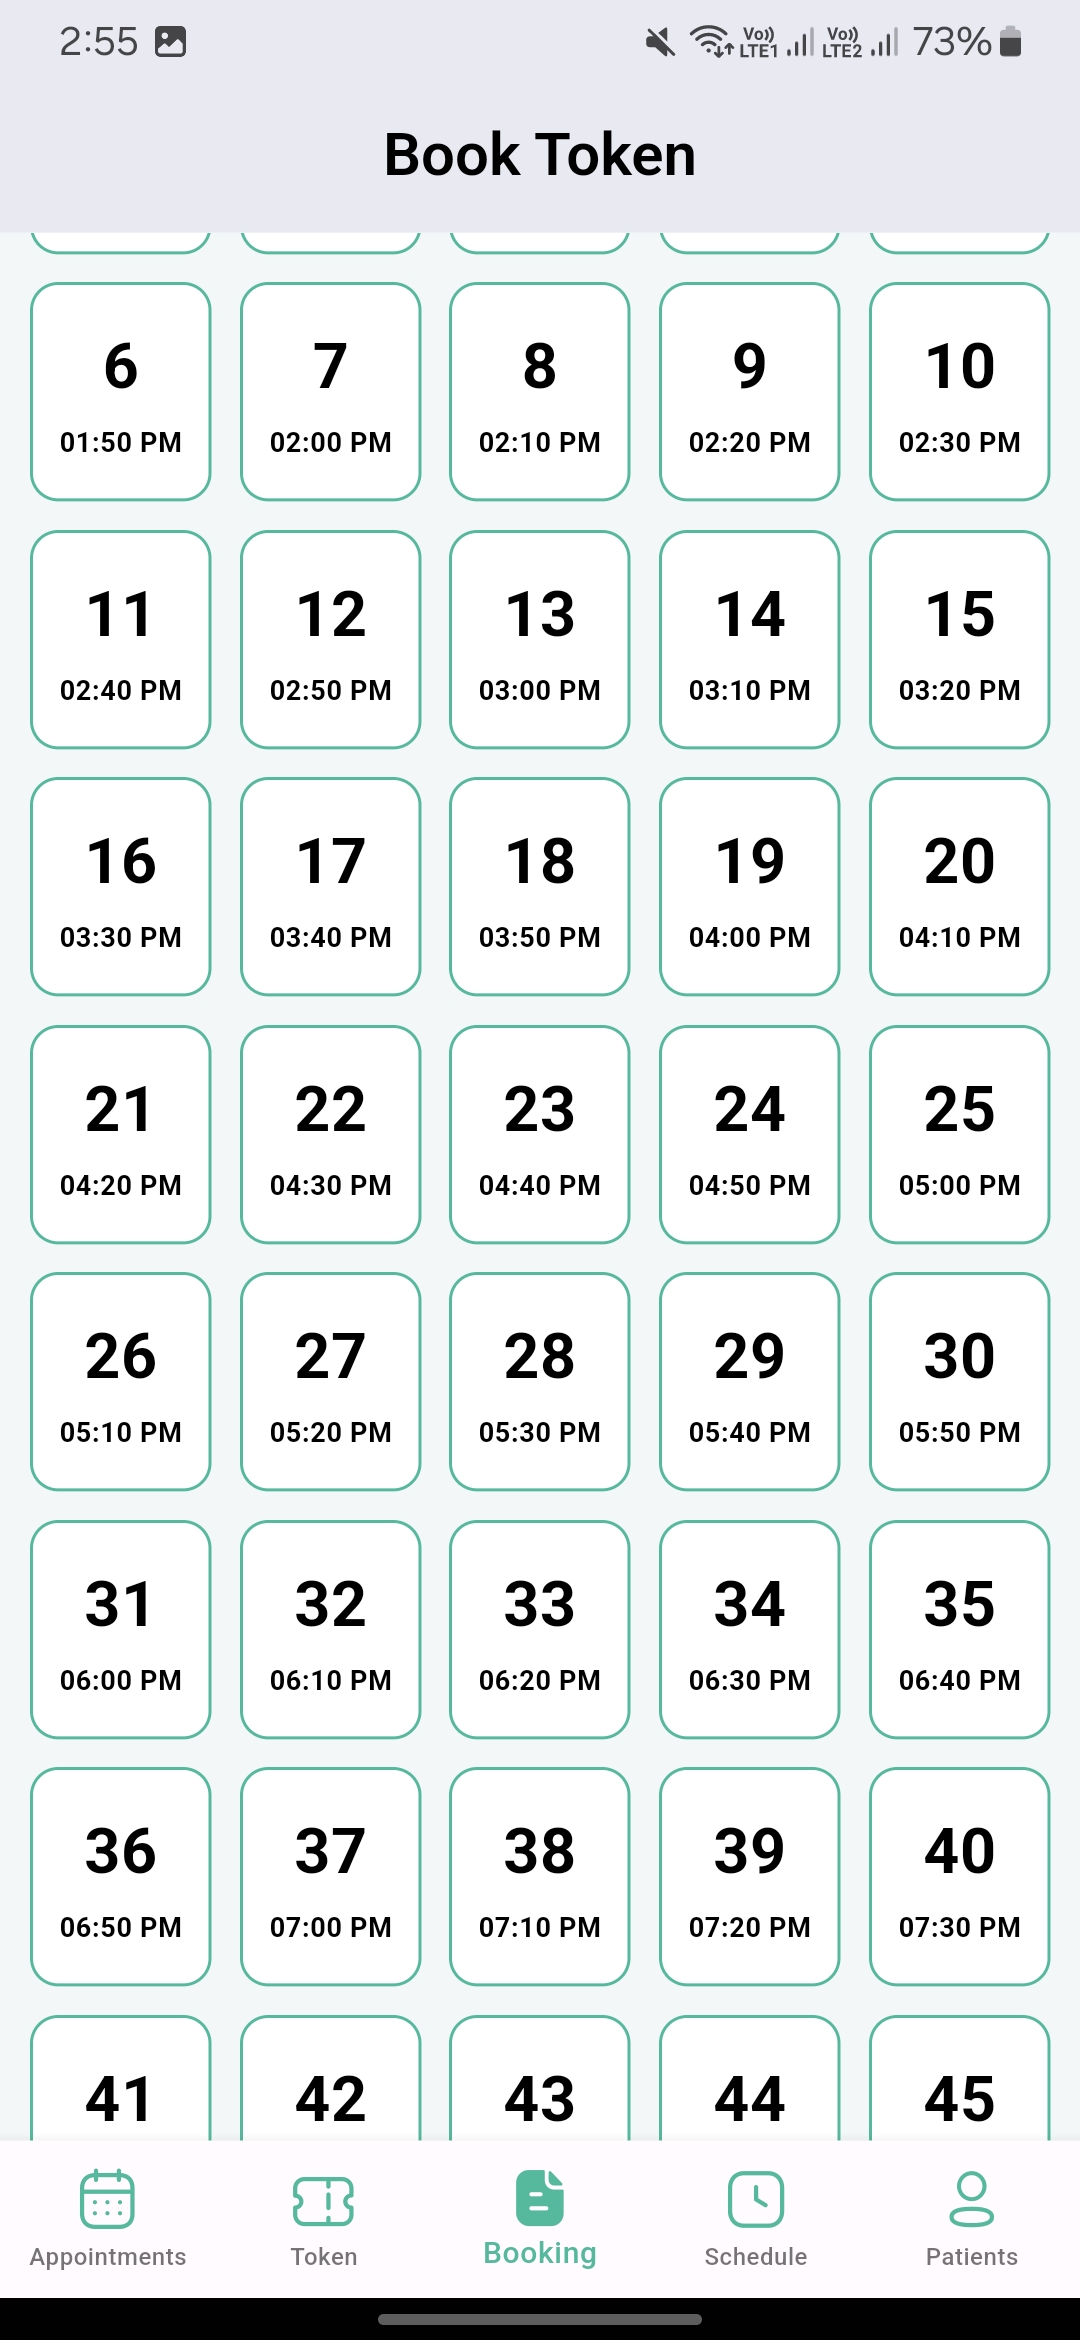 2:55 Vo)) LTE1 Vo)) LTE2 73%
Book Token
6 7 8 9 10
01:50 PM 02:00 PM 02:10 PM 02:20 PM 02:30 PM
11 12 13 14 15
02:40 PM 02:50 PM 03:00 PM 03:10 PM 03:20 PM
16 17 18 19 20
03:30 PM 03:40 PM 03:50 PM 04:00 PM 04:10 PM
21 22 23 24 25
04:20 PM 04:30 PM 04:40 PM 04:50 PM 05:00 PM
26 27 28 29 30
05:10 PM 05:20 PM 05:30 PM 05:40 PM 05:50 PM
31 32 33 34 35
06:00 PM 06:10 PM 06:20 PM 06:30 PM 06:40 PM
36 37 38 39 40
06:50 PM 07:00 PM 07:10 PM 07:20 PM 07:30 PM
41 42 43 44 45
Appointments Token Booking Schedule Patients